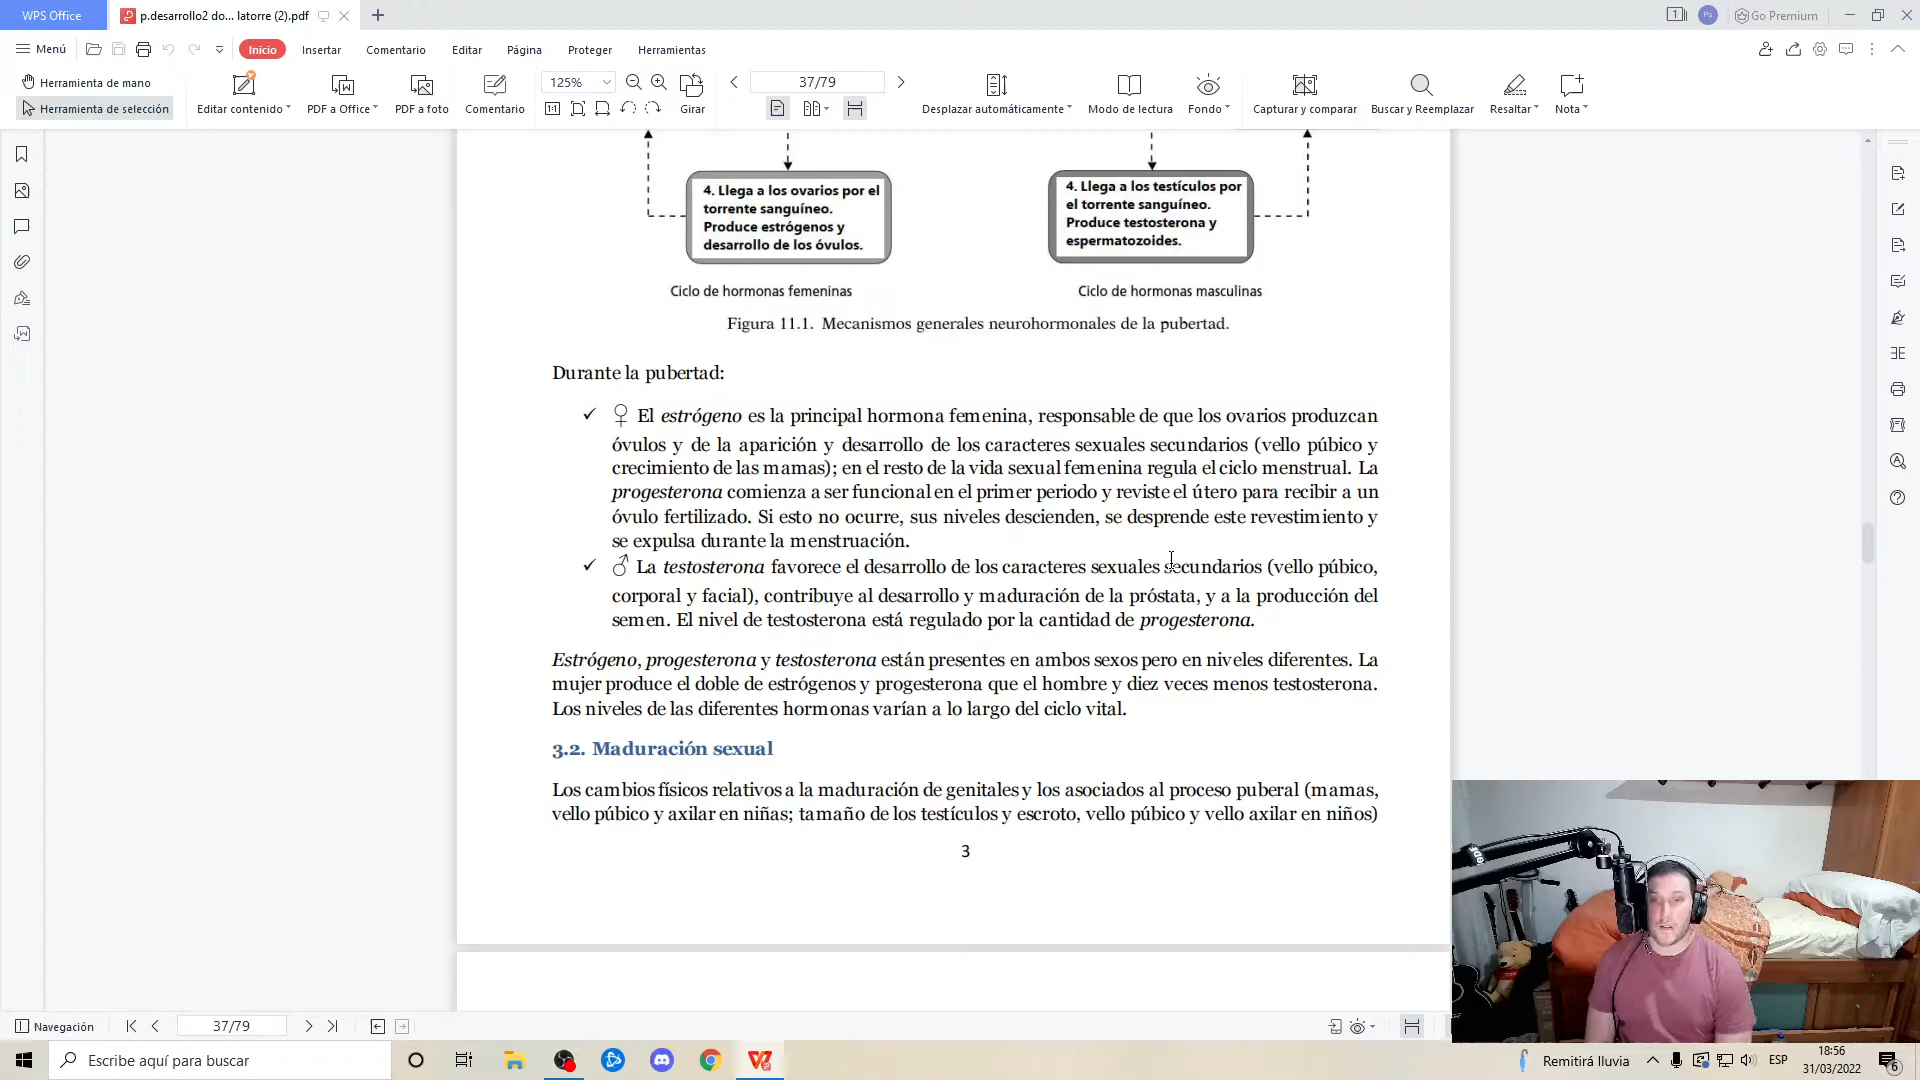 WPS Office
p.desarrollo2 do... latorre (2).pdf
1
Ps
Go Premium
Menú
Inicio
Insertar
Comentario
Editar
Página
Proteger
Herramientas
Herramienta de mano
Herramienta de selección
Editar contenido
PDF a Office
PDF a foto
Comentario
125%
Girar
37/79
Desplazar automáticamente
Modo de lectura
Fondo
Capturar y comparar
Buscar y Reemplazar
Resaltar
Nota
4. Llega a los ovarios por el
torrente sanguíneo.
Produce estrógenos y
desarrollo de los óvulos.
4. Llega a los testículos por
el torrente sanguíneo.
Produce testosterona y
espermatozoides.
Ciclo de hormonas femeninas
Ciclo de hormonas masculinas
Figura 11.1. Mecanismos generales neurohormonales de la pubertad.
Durante la pubertad:
✓ ♀ El estrógeno es la principal hormona femenina, responsable de que los ovarios produzcan
óvulos y de la aparición y desarrollo de los caracteres sexuales secundarios (vello púbico y
crecimiento de las mamas); en el resto de la vida sexual femenina regula el ciclo menstrual. La
progesterona comienza a ser funcional en el primer periodo y reviste el útero para recibir a un
óvulo fertilizado. Si esto no ocurre, sus niveles descienden, se desprende este revestimiento y
se expulsa durante la menstruación.
✓ ♂ La testosterona favorece el desarrollo de los caracteres sexuales secundarios (vello púbico,
corporal y facial), contribuye al desarrollo y maduración de la próstata, y a la producción del
semen. El nivel de testosterona está regulado por la cantidad de progesterona.
Estrógeno, progesterona y testosterona están presentes en ambos sexos pero en niveles diferentes. La
mujer produce el doble de estrógenos y progesterona que el hombre y diez veces menos testosterona.
Los niveles de las diferentes hormonas varían a lo largo del ciclo vital.
3.2. Maduración sexual
Los cambios físicos relativos a la maduración de genitales y los asociados al proceso puberal (mamas,
vello púbico y axilar en niñas; tamaño de los testículos y escroto, vello púbico y vello axilar en niños)
3
Navegación
37/79
Escribe aquí para buscar
Remitirá lluvia
ESP
18:56
31/03/2022
6